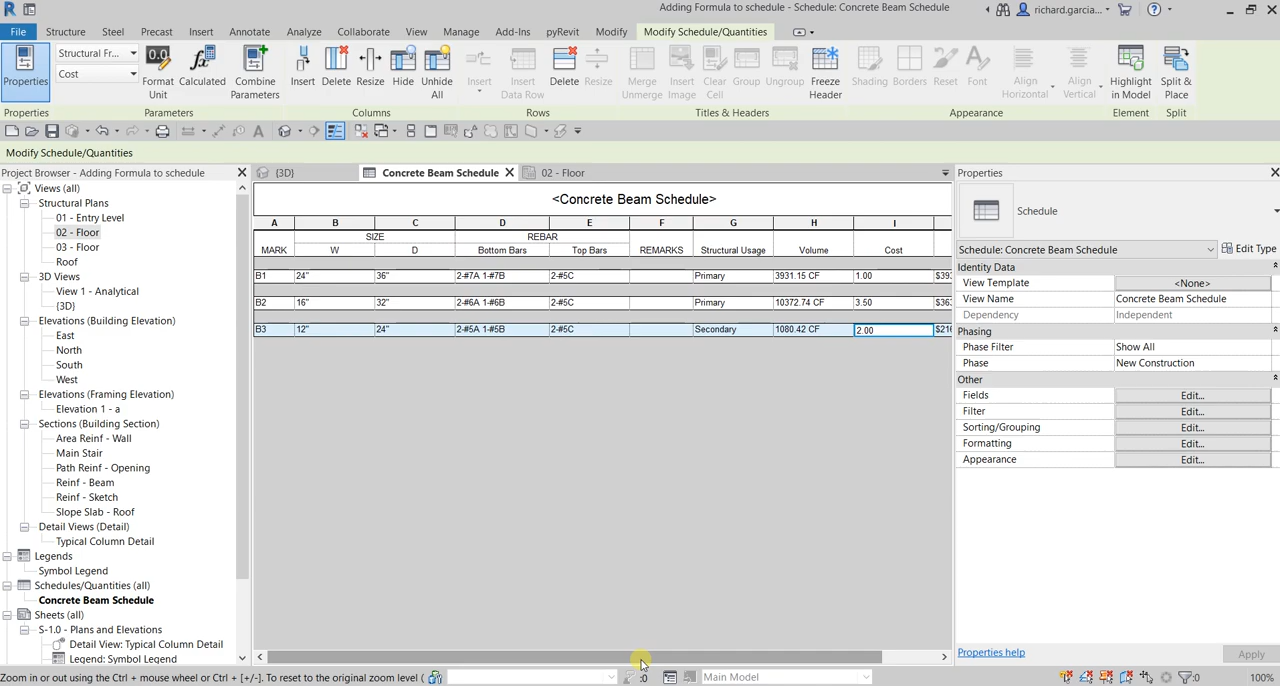 Adding Formula to schedule - Schedule: Concrete Beam Schedule
richard.garcia...
File Structure Steel Precast Insert Annotate Analyze Collaborate View Manage Add-Ins pyRevit Modify Modify Schedule/Quantities
Structural Fr...
Cost
Properties
Format Unit
Calculated
Combine Parameters
Insert
Delete
Resize
Hide
Unhide All
Insert
Insert Data Row
Delete
Resize
Merge Unmerge
Insert Image
Clear Cell
Group
Ungroup
Freeze Header
Shading
Borders
Reset
Font
Align Horizontal
Align Vertical
Highlight in Model
Split & Place
Properties Parameters Columns Rows Titles & Headers Appearance Element Split
Modify Schedule/Quantities
Project Browser - Adding Formula to schedule
Views (all)
Structural Plans
01 - Entry Level
02 - Floor
03 - Floor
Roof
3D Views
View 1 - Analytical
{3D}
Elevations (Building Elevation)
East
North
South
West
Elevations (Framing Elevation)
Elevation 1 - a
Sections (Building Section)
Area Reinf - Wall
Main Stair
Path Reinf - Opening
Reinf - Beam
Reinf - Sketch
Slope Slab - Roof
Detail Views (Detail)
Typical Column Detail
Legends
Symbol Legend
Schedules/Quantities (all)
Concrete Beam Schedule
Sheets (all)
S-1.0 - Plans and Elevations
Detail View: Typical Column Detail
Legend: Symbol Legend
{3D} Concrete Beam Schedule 02 - Floor
<Concrete Beam Schedule>
A B C D E F G H I
SIZE REBAR
MARK W D Bottom Bars Top Bars REMARKS Structural Usage Volume Cost
B1 24" 36" 2-#7A 1-#7B 2-#5C Primary 3931.15 CF 1.00 $393
B2 16" 32" 2-#6A 1-#6B 2-#5C Primary 10372.74 CF 3.50 $363
B3 12" 24" 2-#5A 1-#5B 2-#5C Secondary 1080.42 CF 2.00 $216
Properties
Schedule
Schedule: Concrete Beam Schedule Edit Type
Identity Data
View Template <None>
View Name Concrete Beam Schedule
Dependency Independent
Phasing
Phase Filter Show All
Phase New Construction
Other
Fields Edit...
Filter Edit...
Sorting/Grouping Edit...
Formatting Edit...
Appearance Edit...
Properties help Apply
Zoom in or out using the Ctrl + mouse wheel or Ctrl + [+/-]. To reset to the original zoom level (
:0 Main Model :0 100%